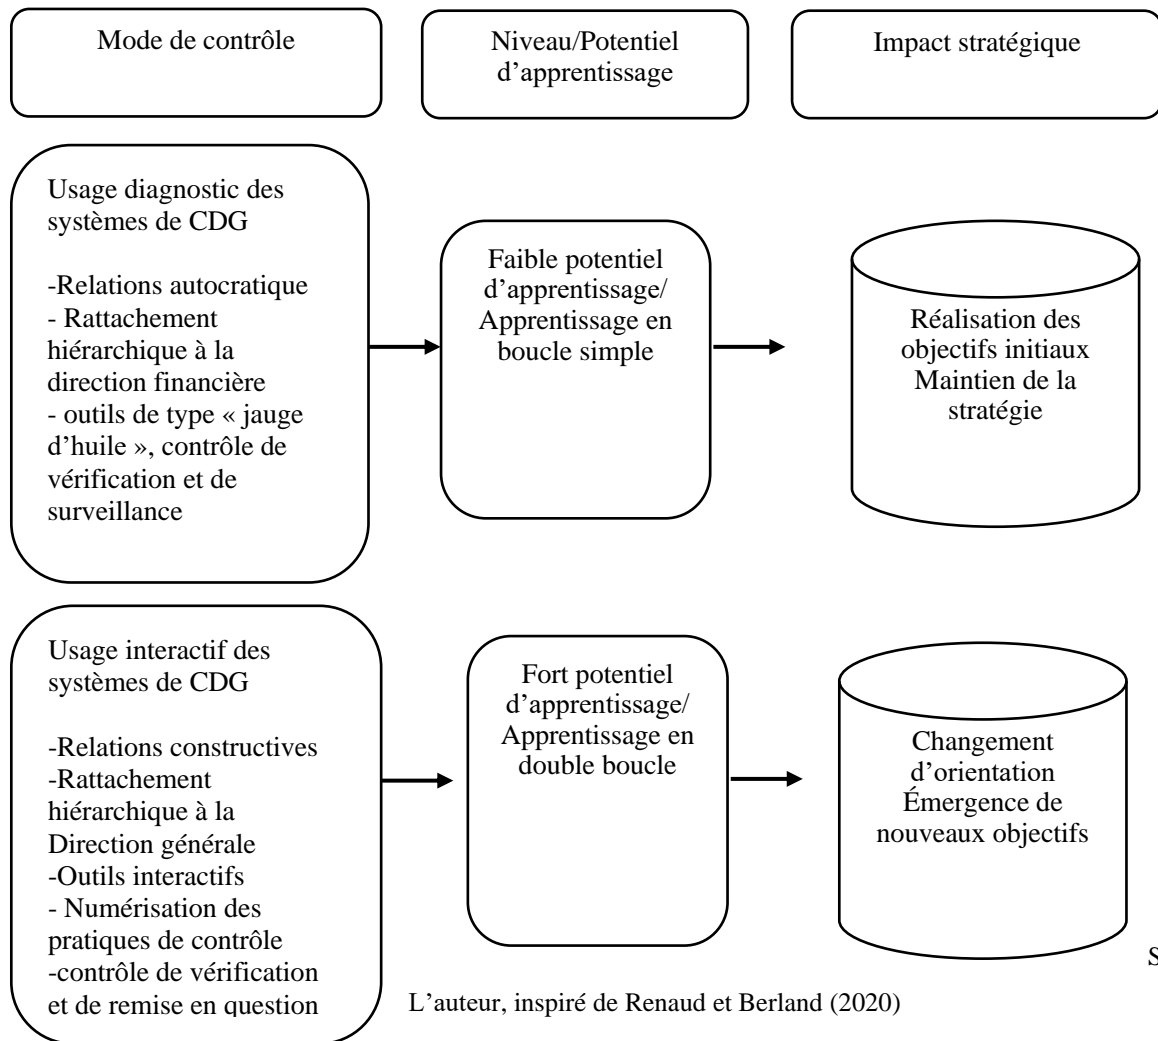 Mode de contrôle
Niveau/Potentiel
d’apprentissage
Impact stratégique
Usage diagnostic des
systèmes de CDG
-Relations autocratique
- Rattachement
hiérarchique à la
direction financière
- outils de type « jauge
d’huile », contrôle de
vérification et de
surveillance
Faible potentiel
d’apprentissage/
Apprentissage en
boucle simple
Réalisation des
objectifs initiaux
Maintien de la
stratégie
Usage interactif des
systèmes de CDG
-Relations constructives
-Rattachement
hiérarchique à la
Direction générale
-Outils interactifs
- Numérisation des
pratiques de contrôle
-contrôle de vérification
et de remise en question
Fort potentiel
d’apprentissage/
Apprentissage en
double boucle
Changement
d’orientation
Émergence de
nouveaux objectifs
S
L’auteur, inspiré de Renaud et Berland (2020)